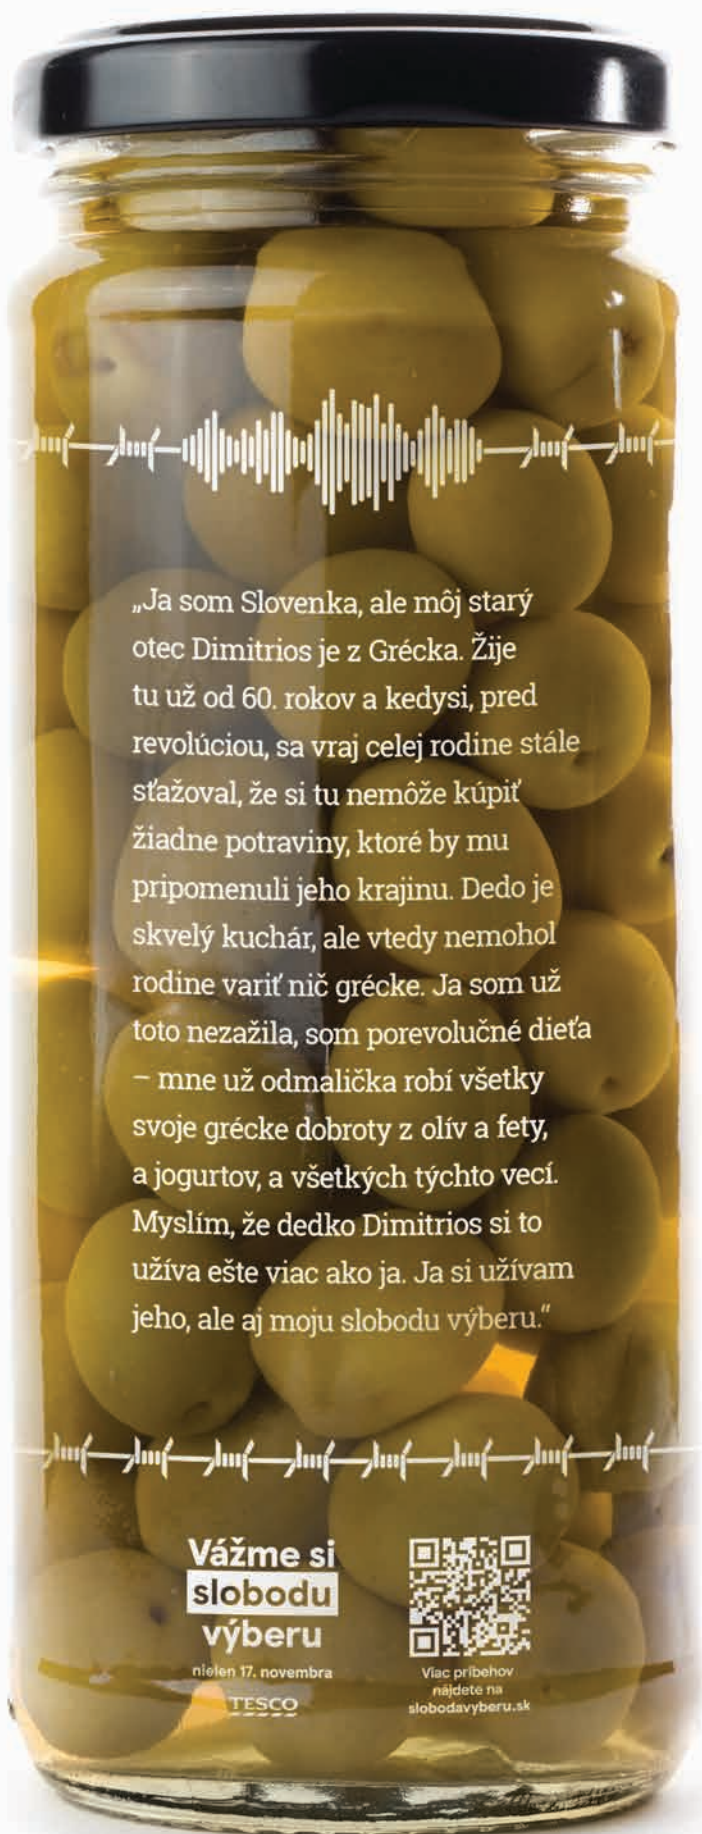 „Ja som Slovenka, ale môj starý
otec Dimitrios je z Grécka. Žije
tu už od 60. rokov a kedysi, pred
revolúciou, sa vraj celej rodine stále
sťažoval, že si tu nemôže kúpiť
žiadne potraviny, ktoré by mu
pripomenuli jeho krajinu. Dedo je
skvelý kuchár, ale vtedy nemohol
rodine variť nič grécke. Ja som už
toto nezažila, som porevolučné dieťa
– mne už odmalička robí všetky
svoje grécke dobroty z olív a fety,
a jogurtov, a všetkých týchto vecí.
Myslím, že dedko Dimitrios si to
užíva ešte viac ako ja. Ja si užívam
jeho, ale aj moju slobodu výberu.“
Vážme si
slobodu
výberu
nielen 17. novembra
TESCO
Viac príbehov
nájdete na
slobodavyberu.sk